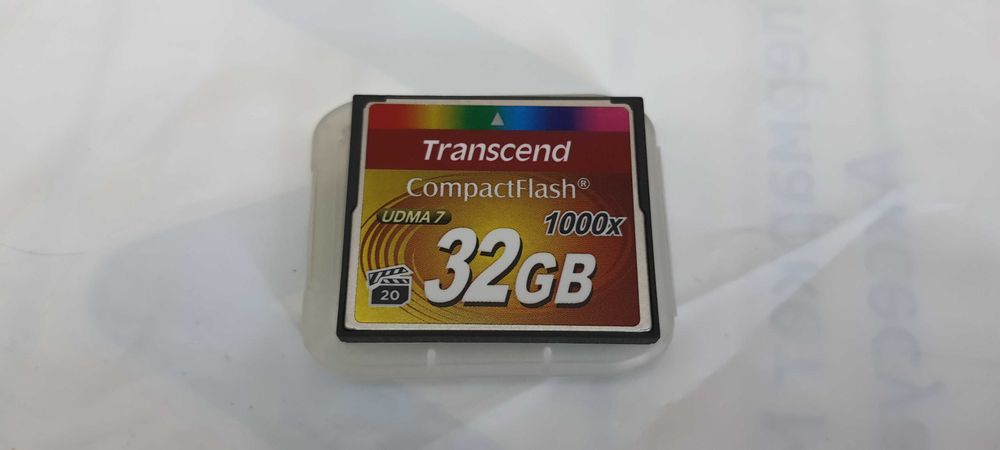 Transcend
CompactFlash®
UDMA 7
1000x
32GB
20